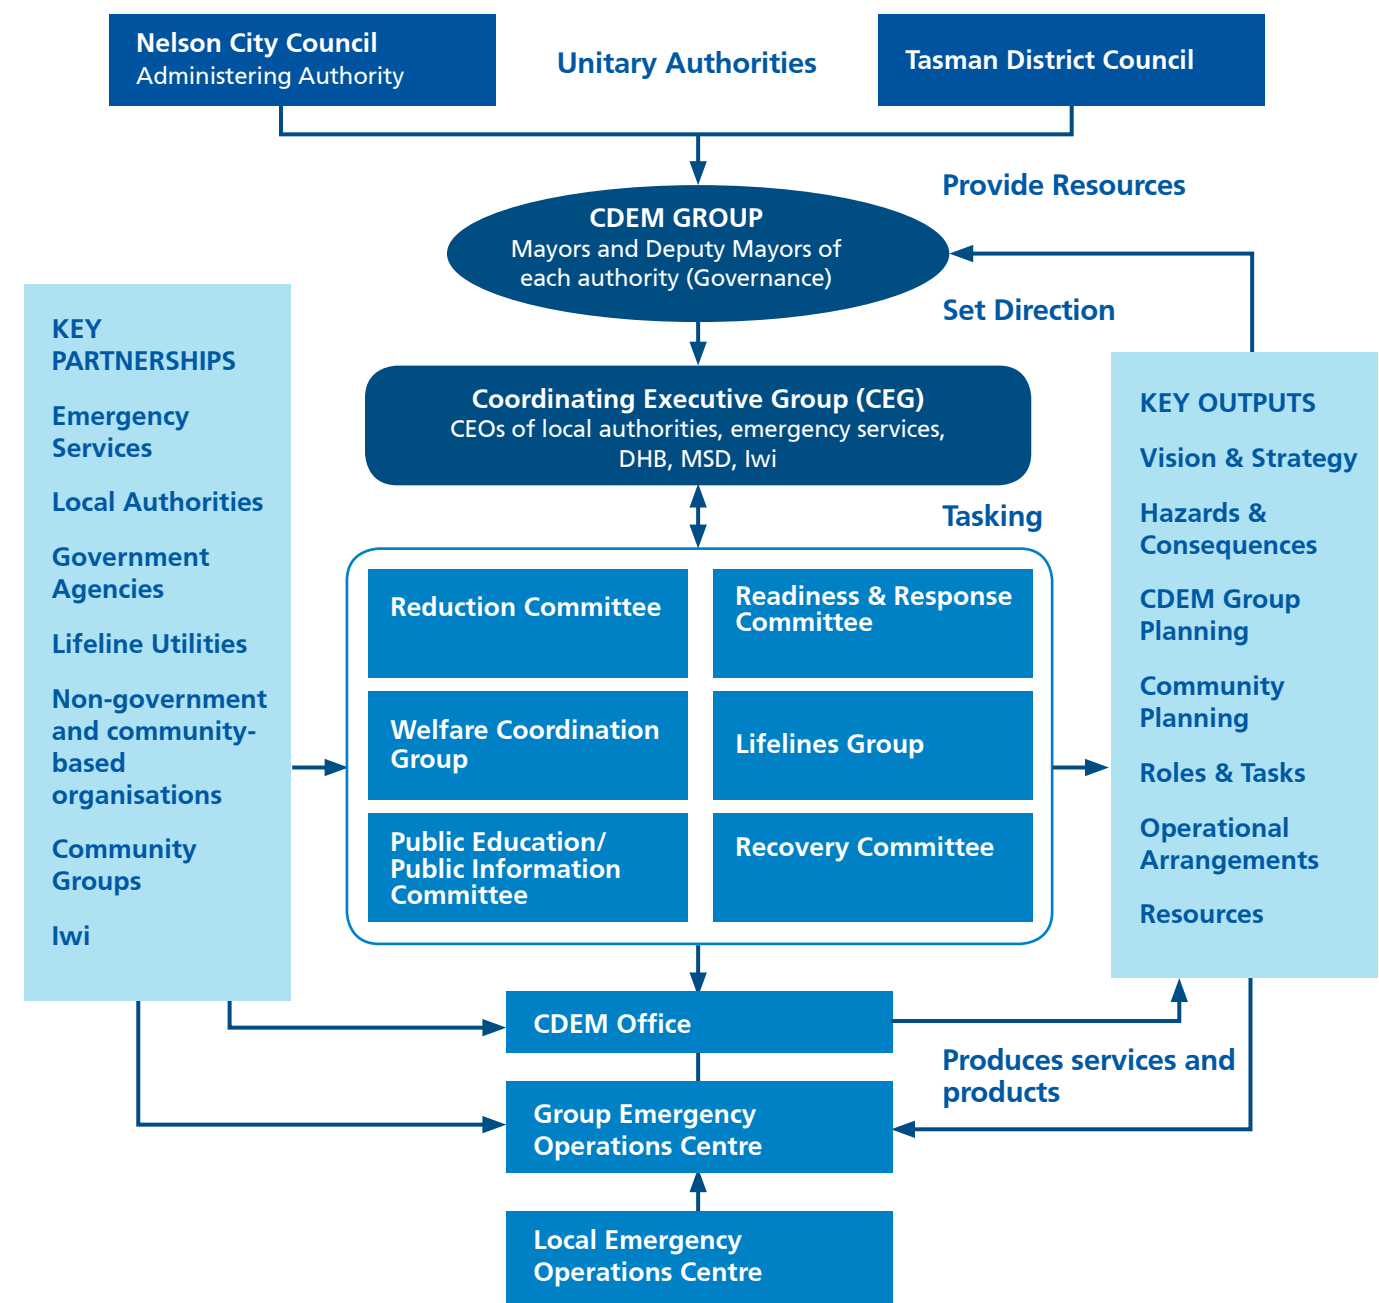 Nelson City Council
Administering Authority
Unitary Authorities
Tasman District Council
Provide Resources
CDEM GROUP
Mayors and Deputy Mayors of
each authority (Governance)
Set Direction
Coordinating Executive Group (CEG)
CEOs of local authorities, emergency services,
DHB, MSD, Iwi
Tasking
KEY
PARTNERSHIPS
Emergency
Services
Local Authorities
Government
Agencies
Lifeline Utilities
Non-government
and community-
based
organisations
Community
Groups
Iwi
Reduction Committee
Readiness & Response
Committee
Welfare Coordination
Group
Lifelines Group
Public Education/
Public Information
Committee
Recovery Committee
KEY OUTPUTS
Vision & Strategy
Hazards &
Consequences
CDEM Group
Planning
Community
Planning
Roles & Tasks
Operational
Arrangements
Resources
CDEM Office
Produces services and
products
Group Emergency
Operations Centre
Local Emergency
Operations Centre